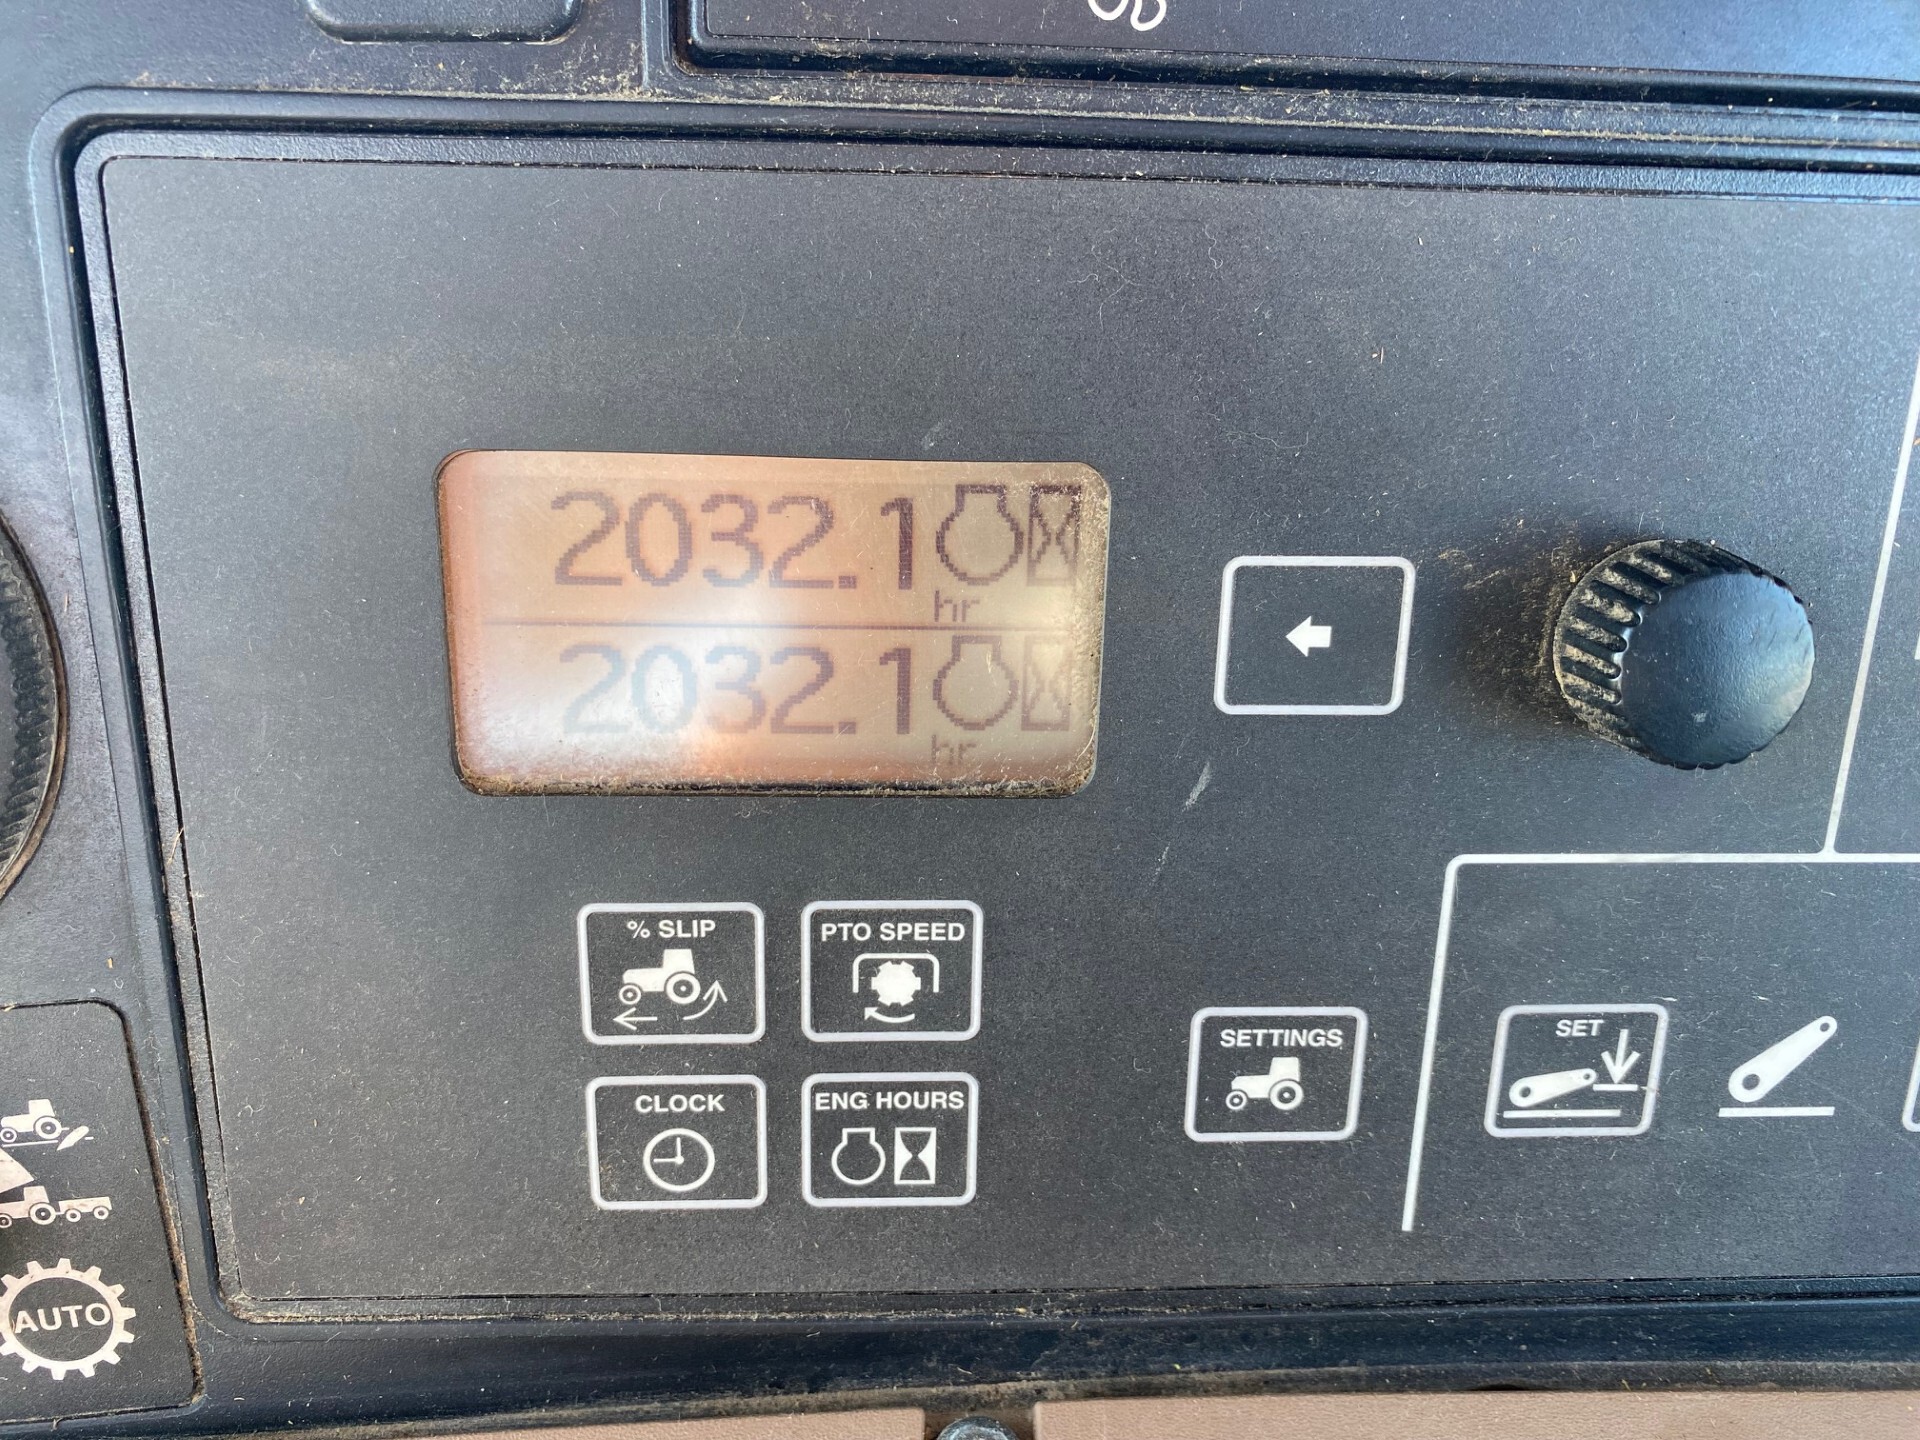 2032.1
hr
2032.1
hr
% SLIP
PTO SPEED
SETTINGS
SET
CLOCK
ENG HOURS
AUTO